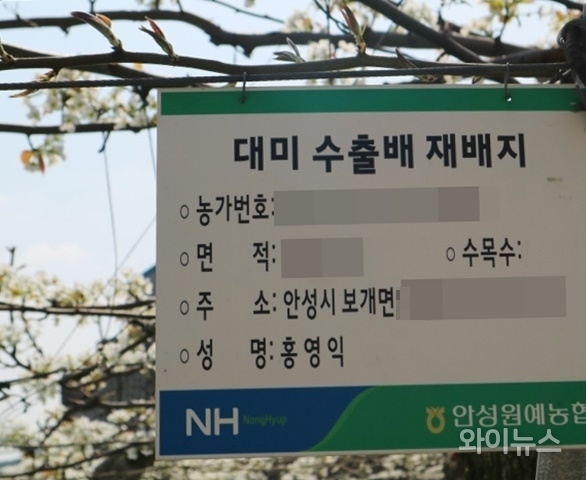 대미 수출배 재배지
○ 농가번호:
○ 면 적: ○ 수목수:
○ 주 소: 안성시 보개면
○ 성 명: 홍영익
NH NongHyup 안성원예농협
와이뉴스